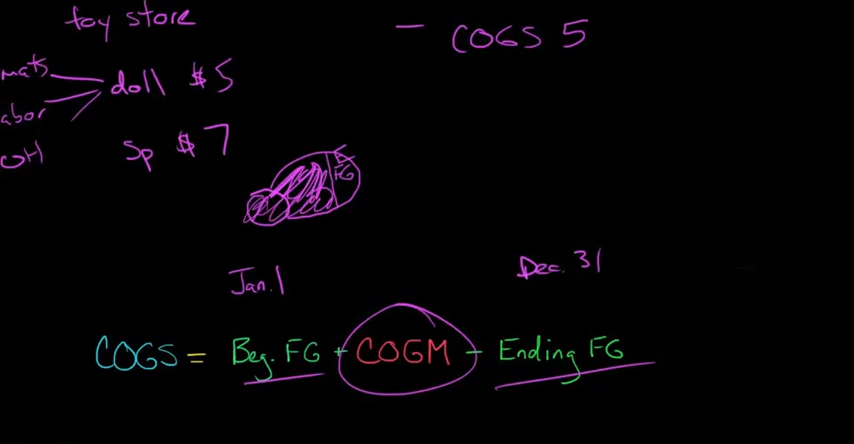 toy store
- COGS 5
mats
doll $5
abor
OH
Sp $7
FG
Jan. 1
Dec. 31
COGS = Beg. FG + COGM - Ending FG